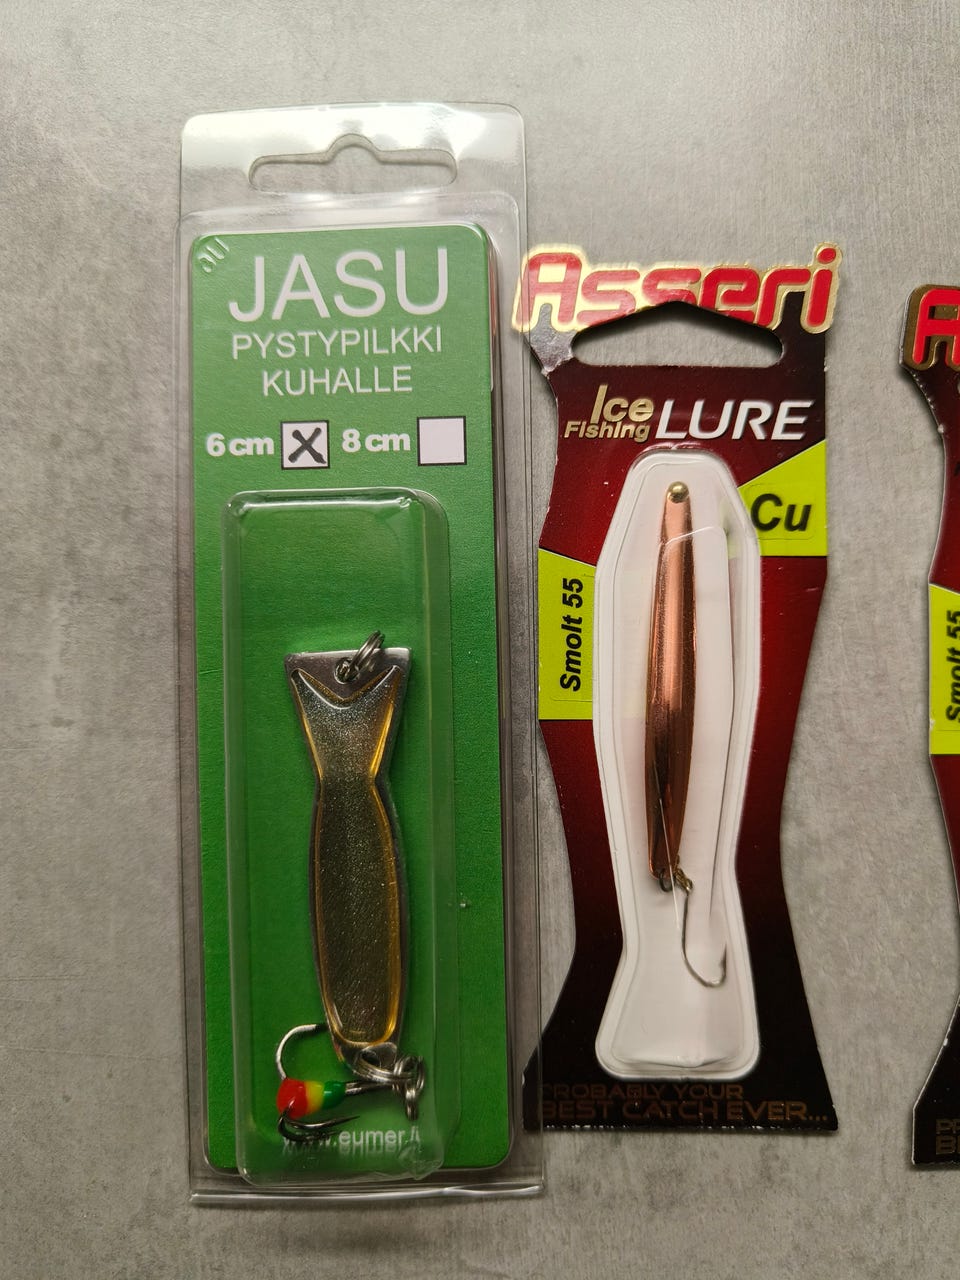 JASU
PYSTYPILKKI
KUHALLE
6 cm X 8 cm
Asseri
Ice
Fishing LURE
Cu
Smolt 55
PROBABLY YOUR
BEST CATCH EVER...
Smolt 55